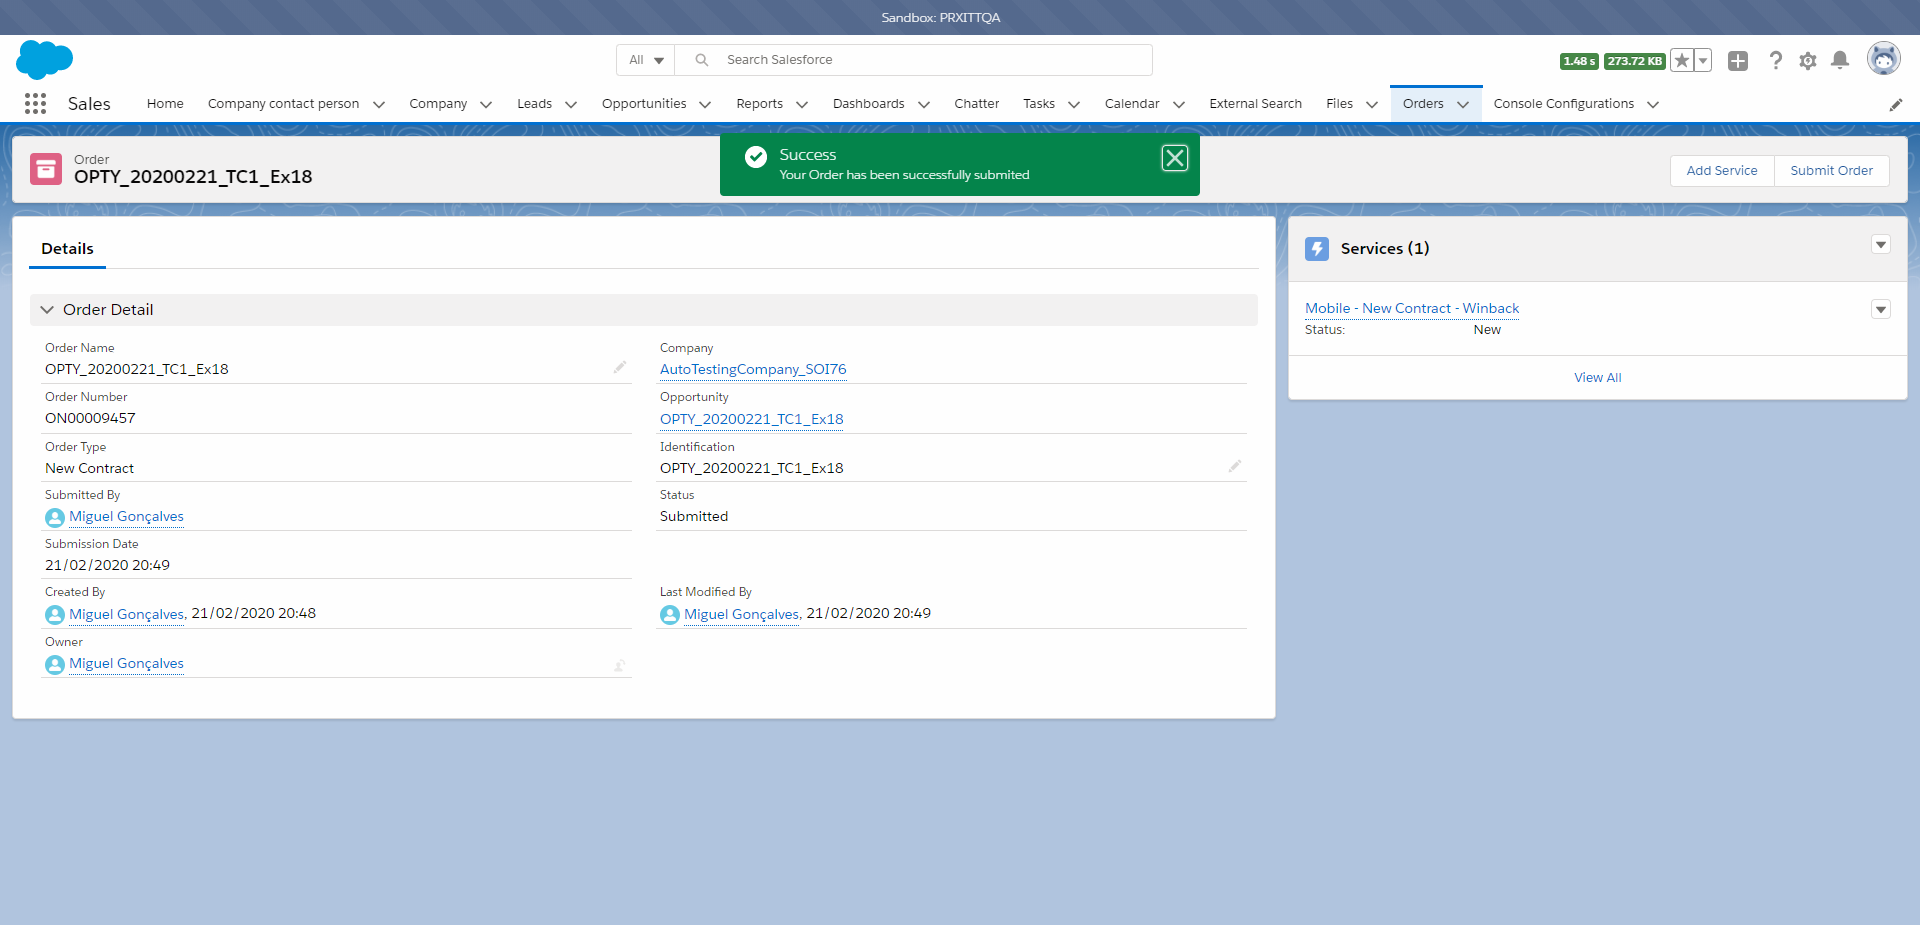 Sandbox: PRXITTQA
All
Search Salesforce
1.48 s
273.72 KB
Sales
Home
Company contact person
Company
Leads
Opportunities
Reports
Dashboards
Chatter
Tasks
Calendar
External Search
Files
Orders
Console Configurations
Order
OPTY_20200221_TC1_Ex18
Success
Your Order has been successfully submited
Add Service
Submit Order
Details
Order Detail
Order Name
OPTY_20200221_TC1_Ex18
Company
AutoTestingCompany_SOI76
Order Number
ON00009457
Opportunity
OPTY_20200221_TC1_Ex18
Order Type
New Contract
Identification
OPTY_20200221_TC1_Ex18
Submitted By
Miguel Gonçalves
Status
Submitted
Submission Date
21/02/2020 20:49
Created By
Miguel Gonçalves, 21/02/2020 20:48
Last Modified By
Miguel Gonçalves, 21/02/2020 20:49
Owner
Miguel Gonçalves
Services (1)
Mobile - New Contract - Winback
Status: New
View All